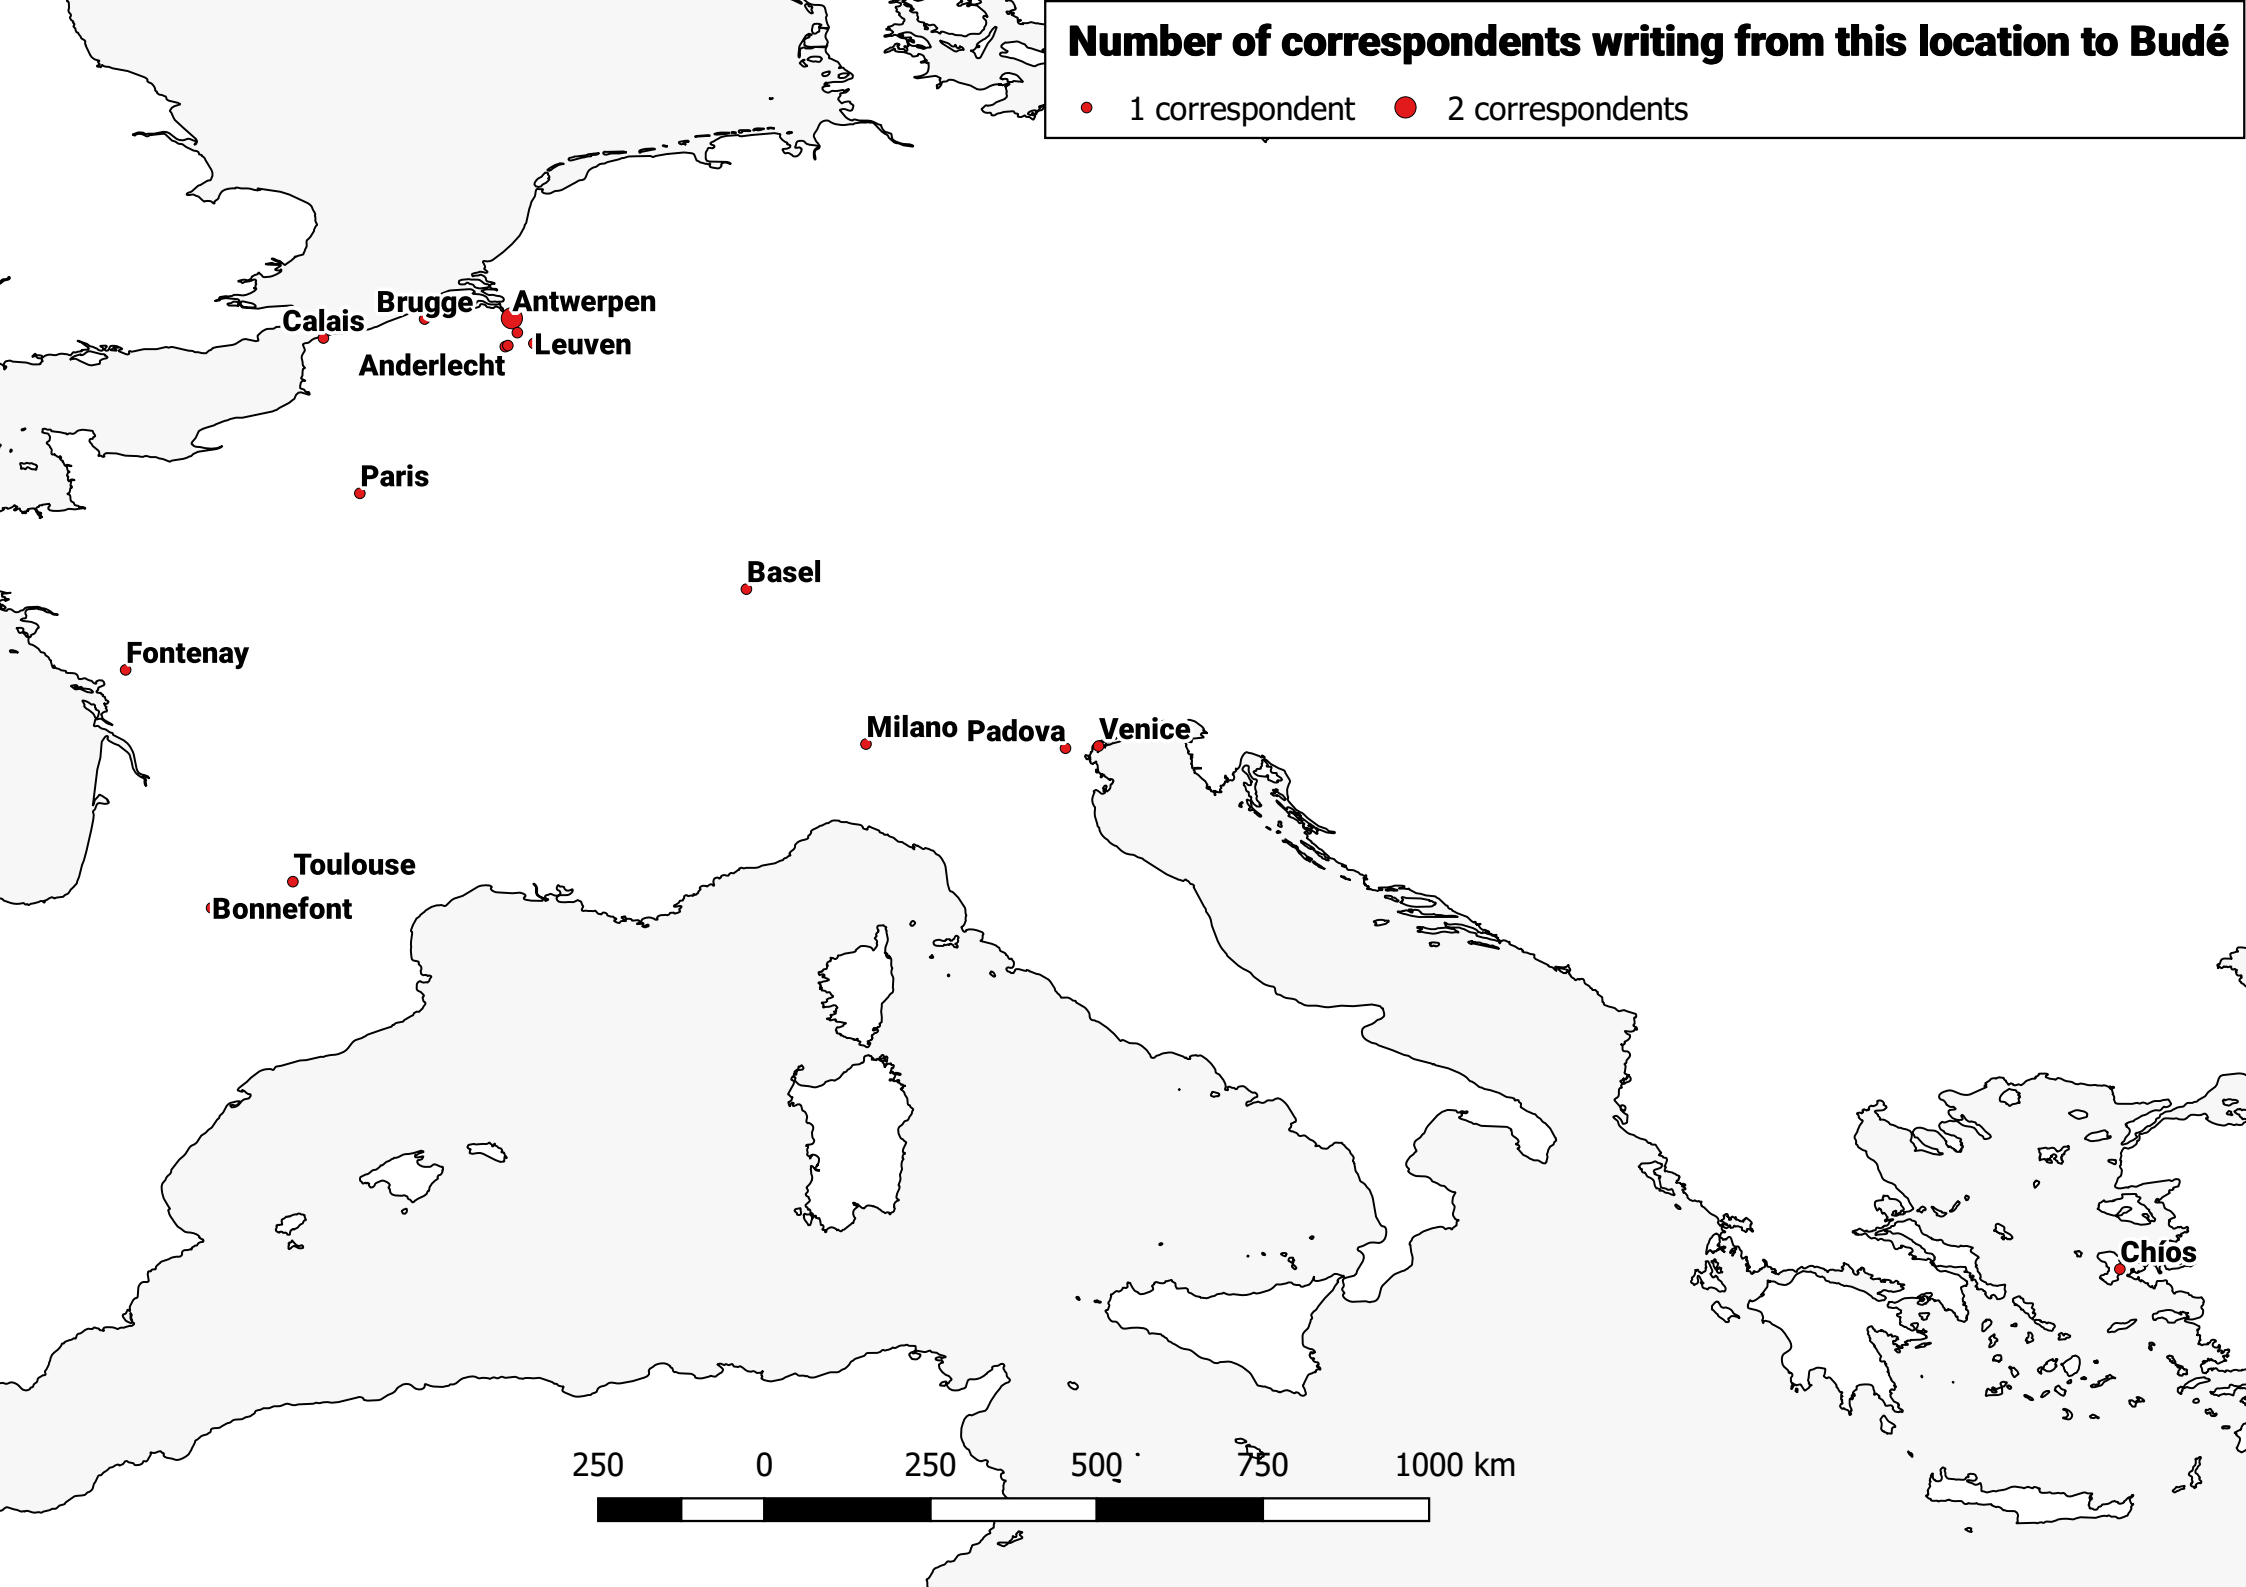 Number of correspondents writing from this location to Budé
1 correspondent 2 correspondents
Brugge
Antwerpen
Calais
Leuven
Anderlecht
Paris
Basel
Fontenay
Milano
Padova
Venice
Toulouse
Bonnefont
Chíos
250 0 250 500 750 1000 km